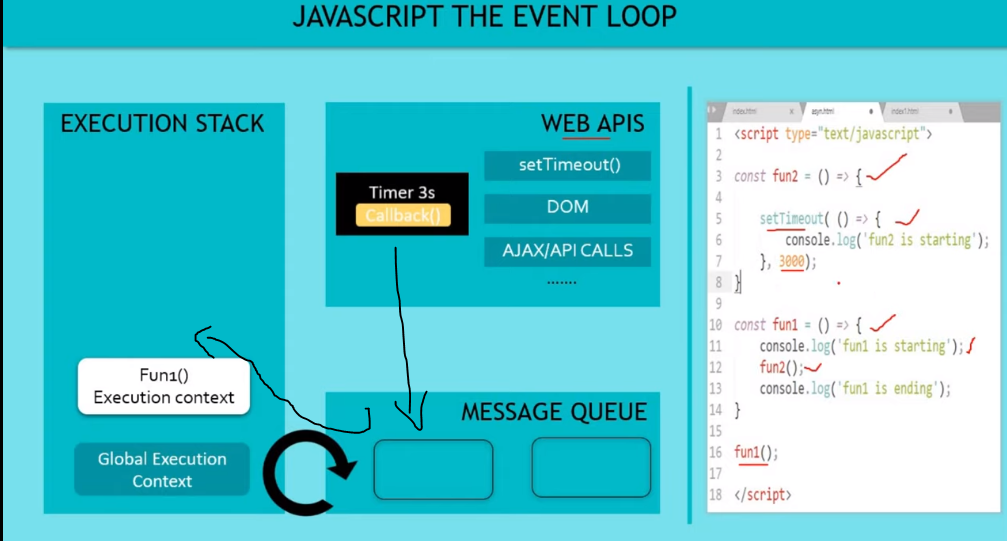 JAVASCRIPT THE EVENT LOOP
EXECUTION STACK
Fun1()
Execution context
Global Execution
Context
WEB APIS
Timer 3s
Callback()
setTimeout()
DOM
AJAX/API CALLS
.......
MESSAGE QUEUE
index.html × asyn.html • index1.html •
1 <script type="text/javascript">
2
3 const fun2 = () => {
4
5 setTimeout( () => {
6 console.log('fun2 is starting');
7 }, 3000);
8 }
9
10 const fun1 = () => {
11 console.log('fun1 is starting');
12 fun2();
13 console.log('fun1 is ending');
14 }
15
16 fun1();
17
18 </script>